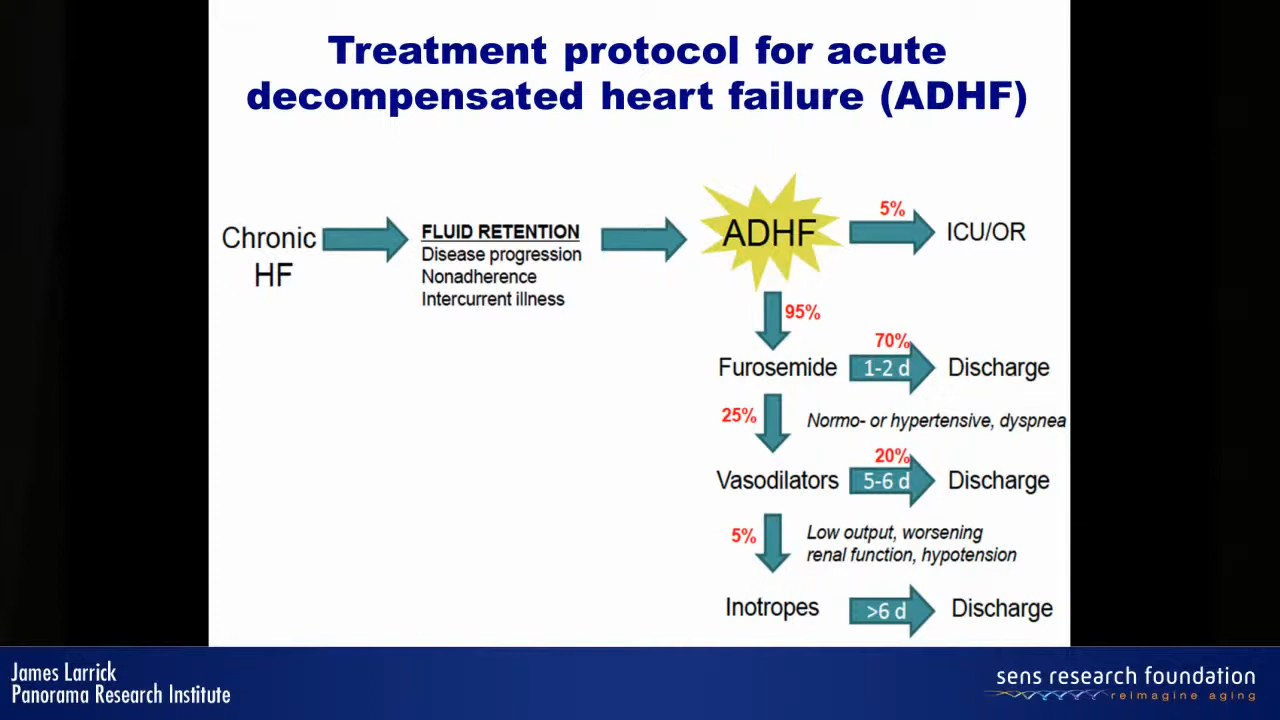 Treatment protocol for acute
decompensated heart failure (ADHF)
Chronic
HF
FLUID RETENTION
Disease progression
Nonadherence
Intercurrent illness
ADHF
5%
ICU/OR
95%
Furosemide
70%
1-2 d
Discharge
25%
Normo- or hypertensive, dyspnea
Vasodilators
20%
5-6 d
Discharge
5%
Low output, worsening
renal function, hypotension
Inotropes
>6 d
Discharge
James Larrick
Panorama Research Institute
sens research foundation
reimagine aging